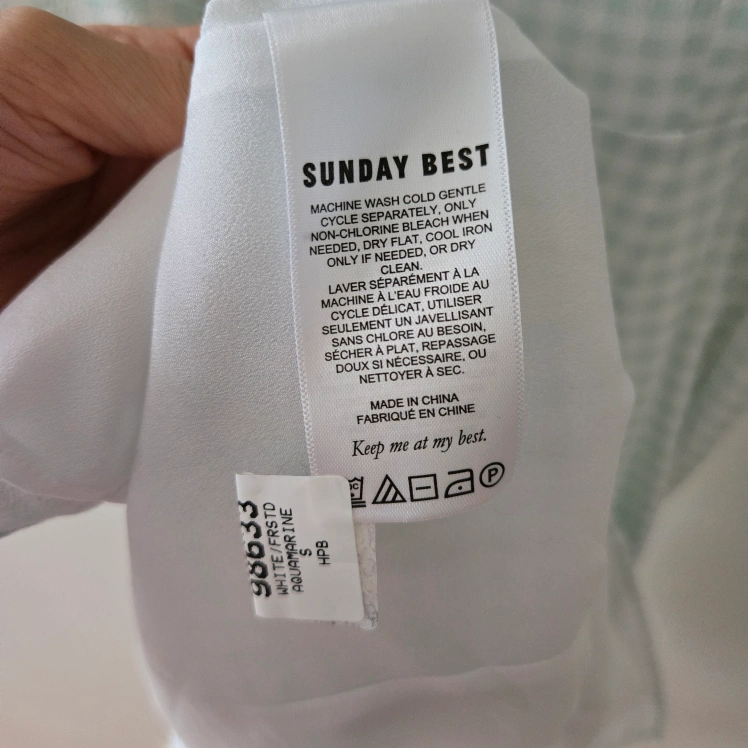 SUNDAY BEST
MACHINE WASH COLD GENTLE
CYCLE SEPARATELY, ONLY
NON-CHLORINE BLEACH WHEN
NEEDED, DRY FLAT, COOL IRON
ONLY IF NEEDED, OR DRY
CLEAN.
LAVER SÉPARÉMENT À LA
MACHINE À L'EAU FROIDE AU
CYCLE DÉLICAT, UTILISER
SEULEMENT UN JAVELLISANT
SANS CHLORE AU BESOIN,
SÉCHER À PLAT, REPASSAGE
DOUX SI NÉCESSAIRE, OU
NETTOYER À SEC.
MADE IN CHINA
FABRIQUÉ EN CHINE
Keep me at my best.
P
98633
WHITE/FRSTD
AQUAMARINE
S
HPB